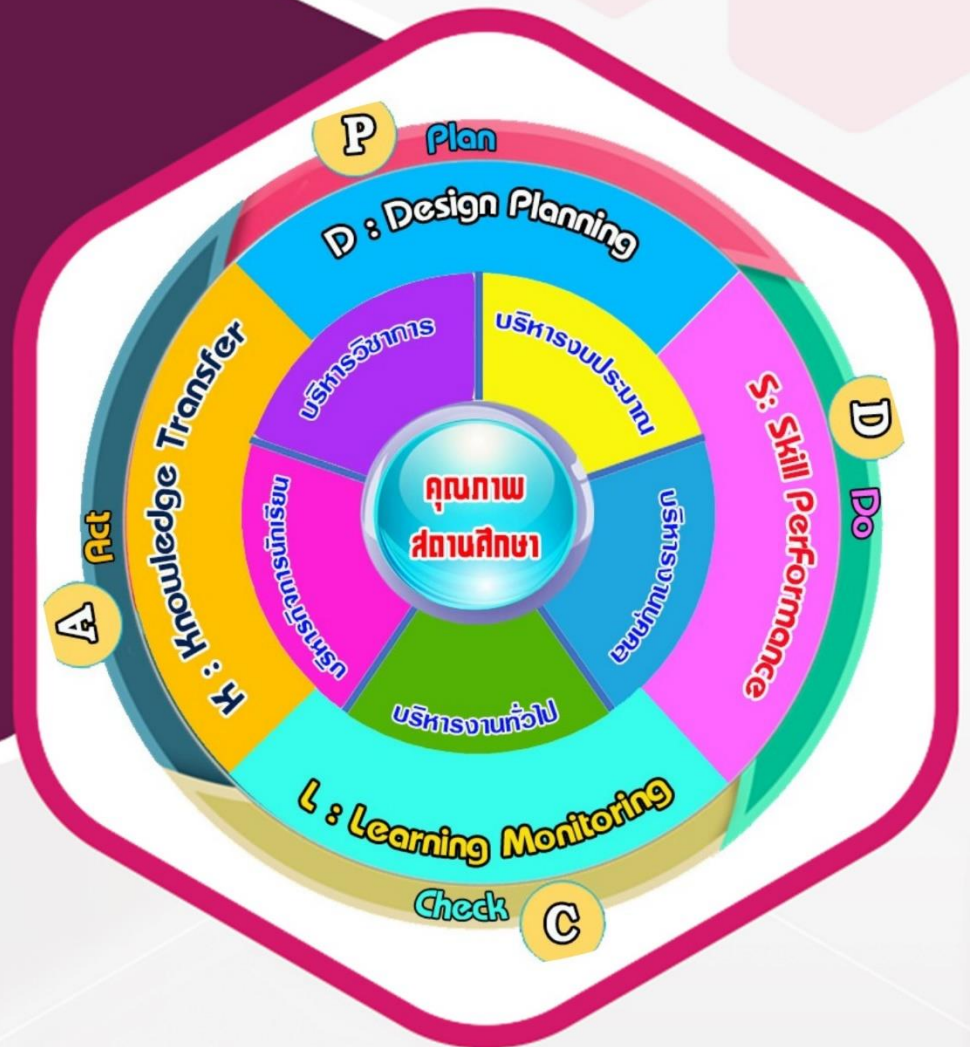 P
Plan
D : Design Planning
D
Do
S: Skill Performance
C
Check
L : Learning Monitoring
A
Act
K : Knowledge Transfer
บริหารวิชาการ
บริหารงบประมาณ
บริหารงานบุคคล
บริหารงานทั่วไป
บริหารกิจการนักเรียน
คุณภาพ
สถานศึกษา